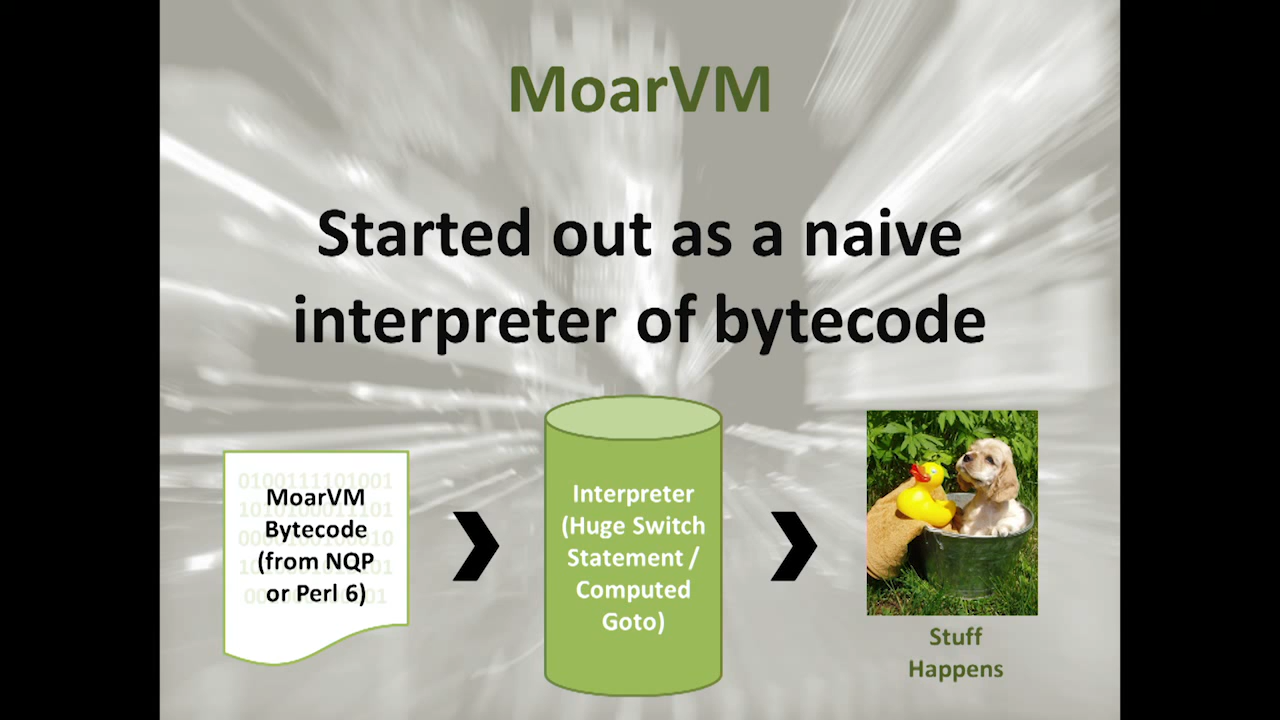 MoarVM
Started out as a naive
interpreter of bytecode
0100111101001
MoarVM
Bytecode
(from NQP
or Perl 6)
Interpreter
(Huge Switch
Statement /
Computed
Goto)
Stuff
Happens